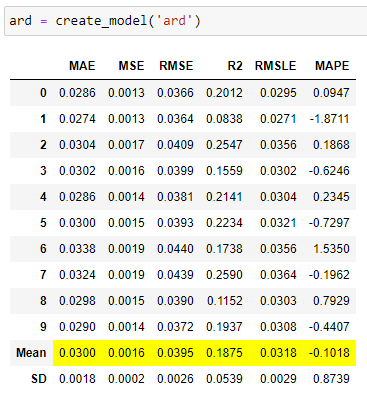 ard = create_model('ard')
MAE MSE RMSE R2 RMSLE MAPE
0 0.0286 0.0013 0.0366 0.2012 0.0295 0.0947
1 0.0274 0.0013 0.0364 0.0838 0.0271 -1.8711
2 0.0304 0.0017 0.0409 0.2547 0.0356 0.1868
3 0.0302 0.0016 0.0399 0.1559 0.0302 -0.6246
4 0.0286 0.0014 0.0381 0.2141 0.0304 0.2345
5 0.0300 0.0015 0.0393 0.2234 0.0321 -0.7297
6 0.0338 0.0019 0.0440 0.1738 0.0356 1.5350
7 0.0324 0.0019 0.0439 0.2590 0.0364 -0.1962
8 0.0298 0.0015 0.0390 0.1152 0.0303 0.7929
9 0.0290 0.0014 0.0372 0.1937 0.0308 -0.4407
Mean 0.0300 0.0016 0.0395 0.1875 0.0318 -0.1018
SD 0.0018 0.0002 0.0026 0.0539 0.0029 0.8739